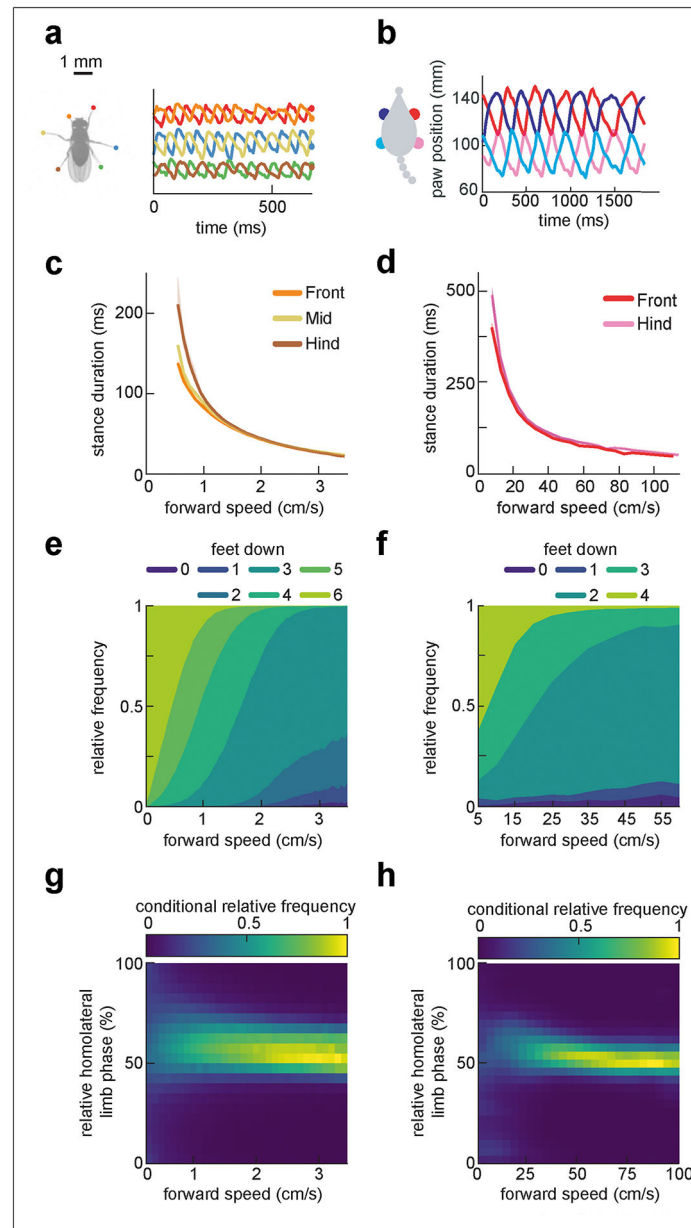 a
1 mm
0
500
time (ms)
b
paw position (mm)
140
100
60
0
500
1000
1500
time (ms)
c
stance duration (ms)
200
100
0
Front
Mid
Hind
0
1
2
3
forward speed (cm/s)
d
stance duration (ms)
500
250
0
Front
Hind
20
40
60
80
100
forward speed (cm/s)
e
feet down
0
1
3
5
2
4
6
relative frequency
1
0.5
0
0
1
2
3
forward speed (cm/s)
f
feet down
0
1
3
2
4
relative frequency
1
0.5
0
5
15
25
35
45
55
forward speed (cm/s)
g
conditional relative frequency
0
0.5
1
relative homolateral
limb phase (%)
100
50
0
0
1
2
3
forward speed (cm/s)
h
conditional relative frequency
0
0.5
1
relative homolateral
limb phase (%)
100
50
0
1
25
50
75
100
forward speed (cm/s)